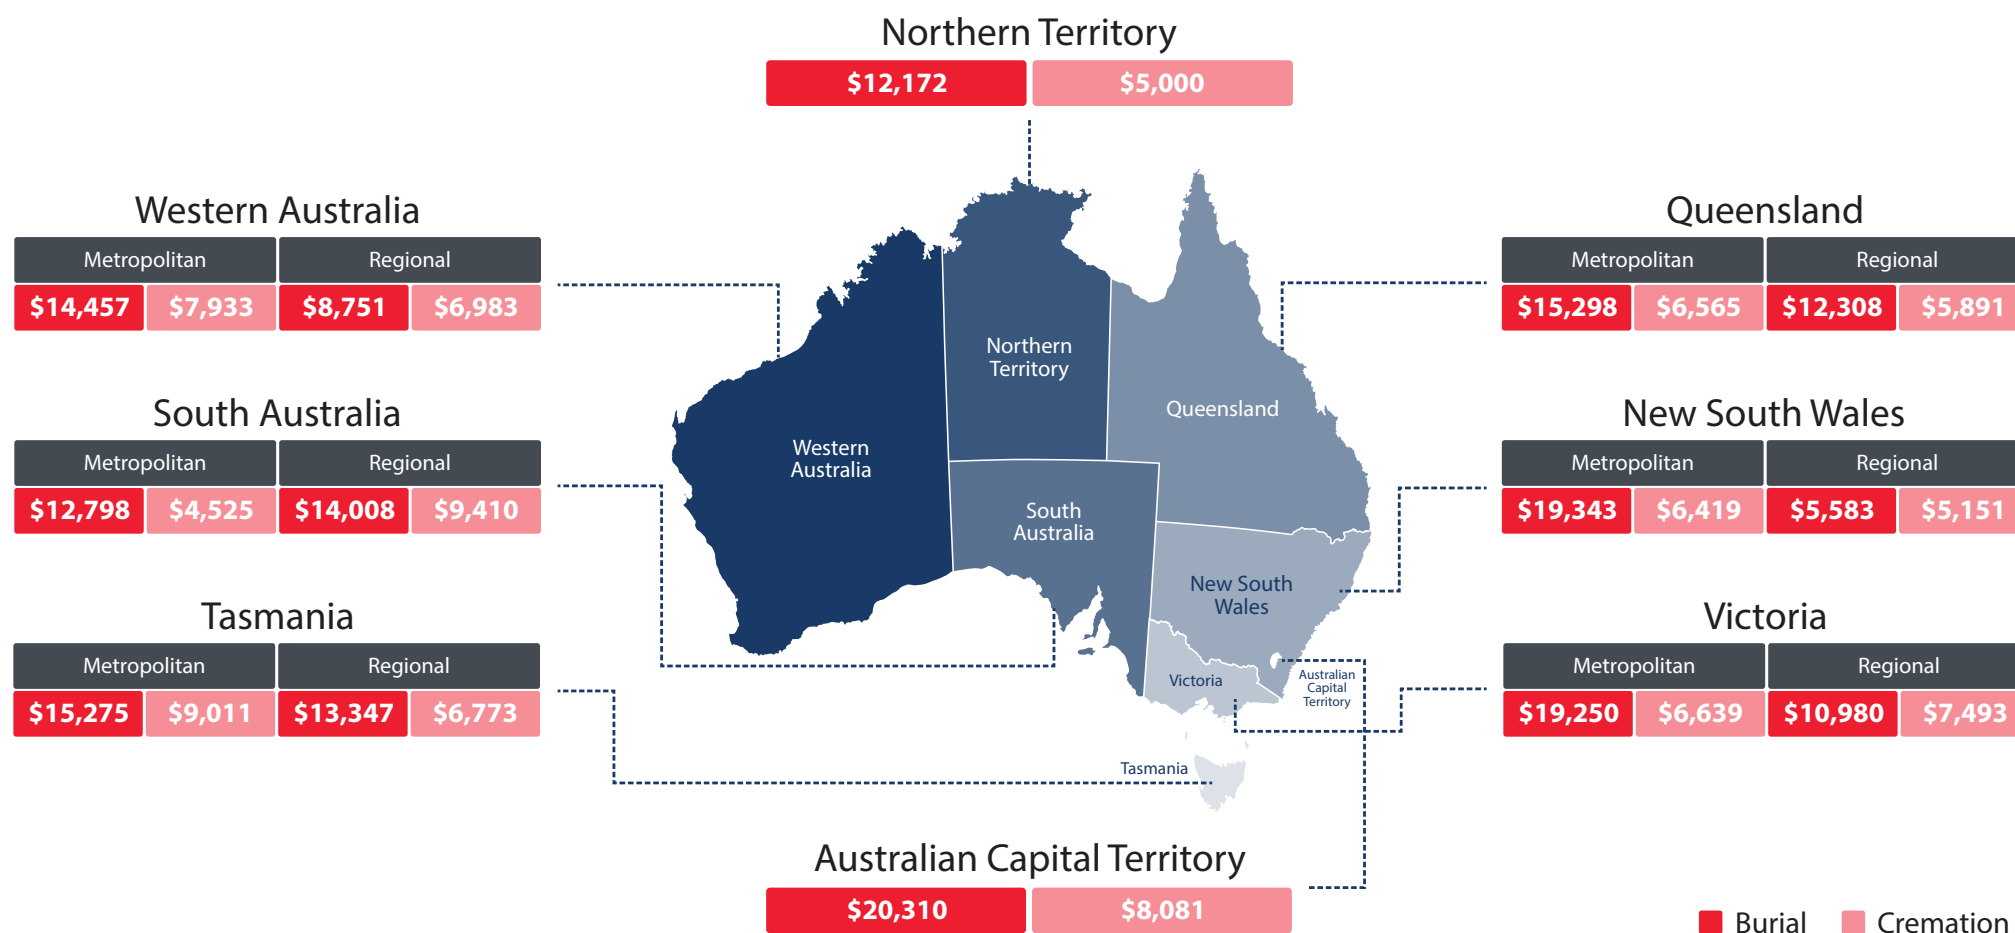 Northern Territory
$12,172 $5,000
Western Australia
Metropolitan Regional
$14,457 $7,933 $8,751 $6,983
Queensland
Metropolitan Regional
$15,298 $6,565 $12,308 $5,891
South Australia
Metropolitan Regional
$12,798 $4,525 $14,008 $9,410
New South Wales
Metropolitan Regional
$19,343 $6,419 $5,583 $5,151
Tasmania
Metropolitan Regional
$15,275 $9,011 $13,347 $6,773
Victoria
Metropolitan Regional
$19,250 $6,639 $10,980 $7,493
Northern
Territory
Queensland
Western
Australia
South
Australia
New South
Wales
Victoria
Australian
Capital
Territory
Tasmania
Australian Capital Territory
$20,310 $8,081
Burial Cremation